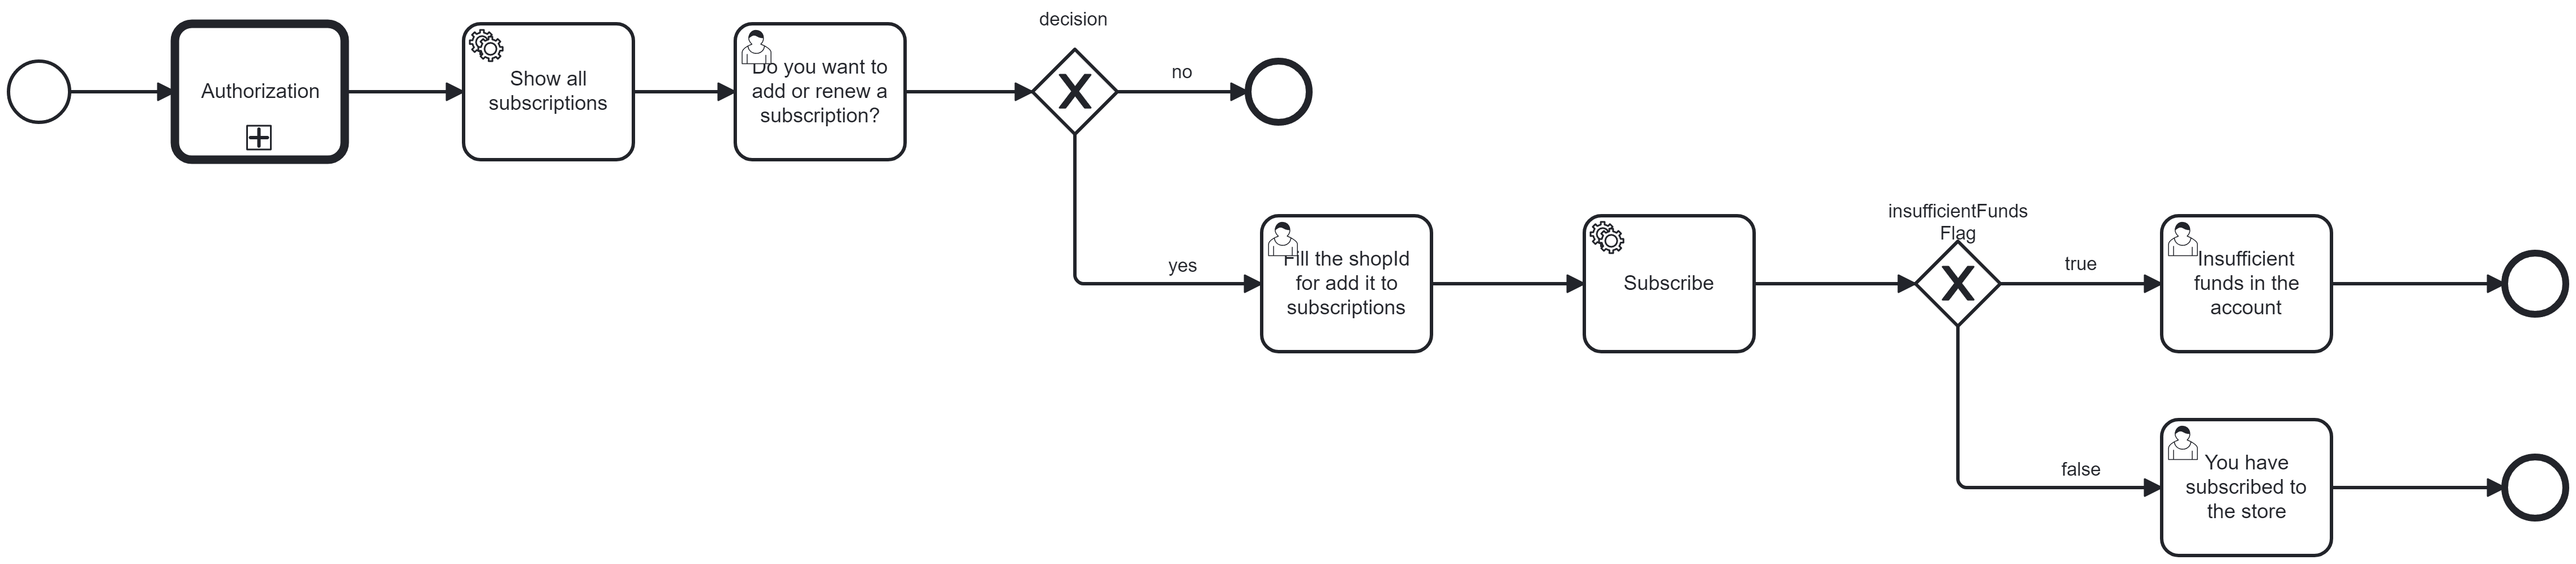 Authorization
Show all
subscriptions
Do you want to
add or renew a
subscription?
decision
no
yes
Fill the shopId
for add it to
subscriptions
Subscribe
insufficientFunds
Flag
true
Insufficient
funds in the
account
false
You have
subscribed to
the store